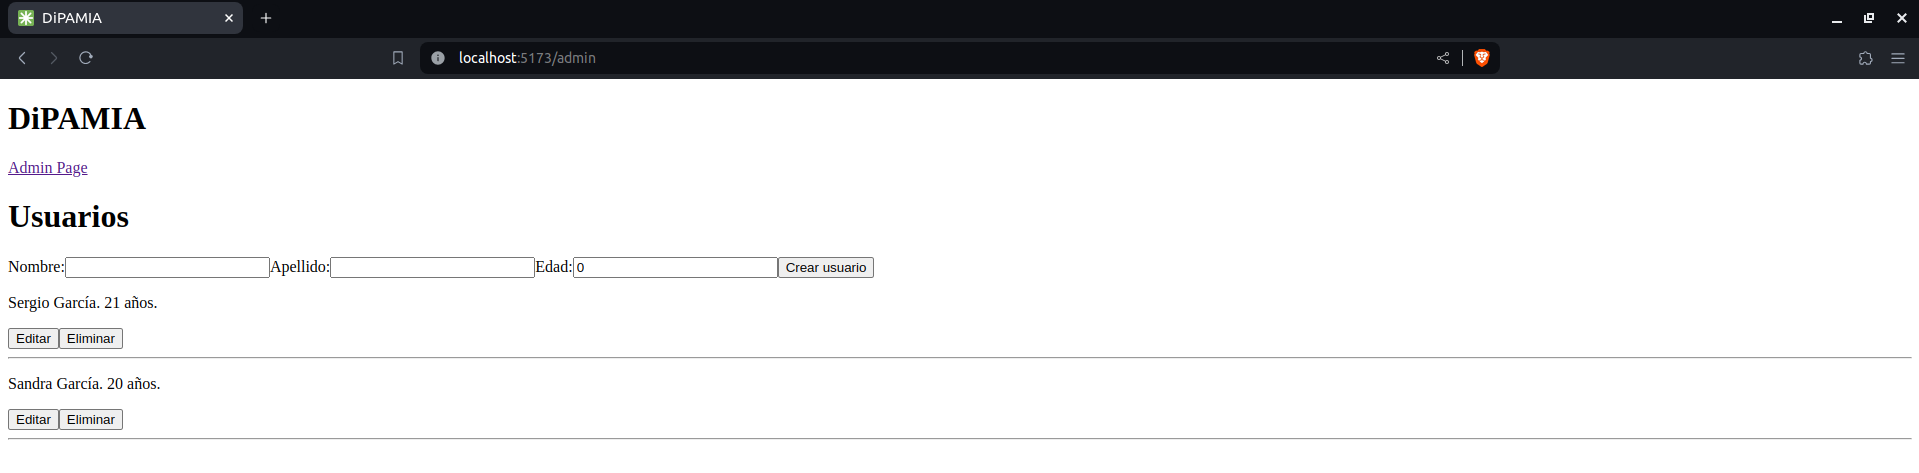 DiPAMIA
localhost:5173/admin
DiPAMIA
Admin Page
Usuarios
Nombre: Apellido: Edad: 0 Crear usuario
Sergio García. 21 años.
Editar Eliminar
Sandra García. 20 años.
Editar Eliminar